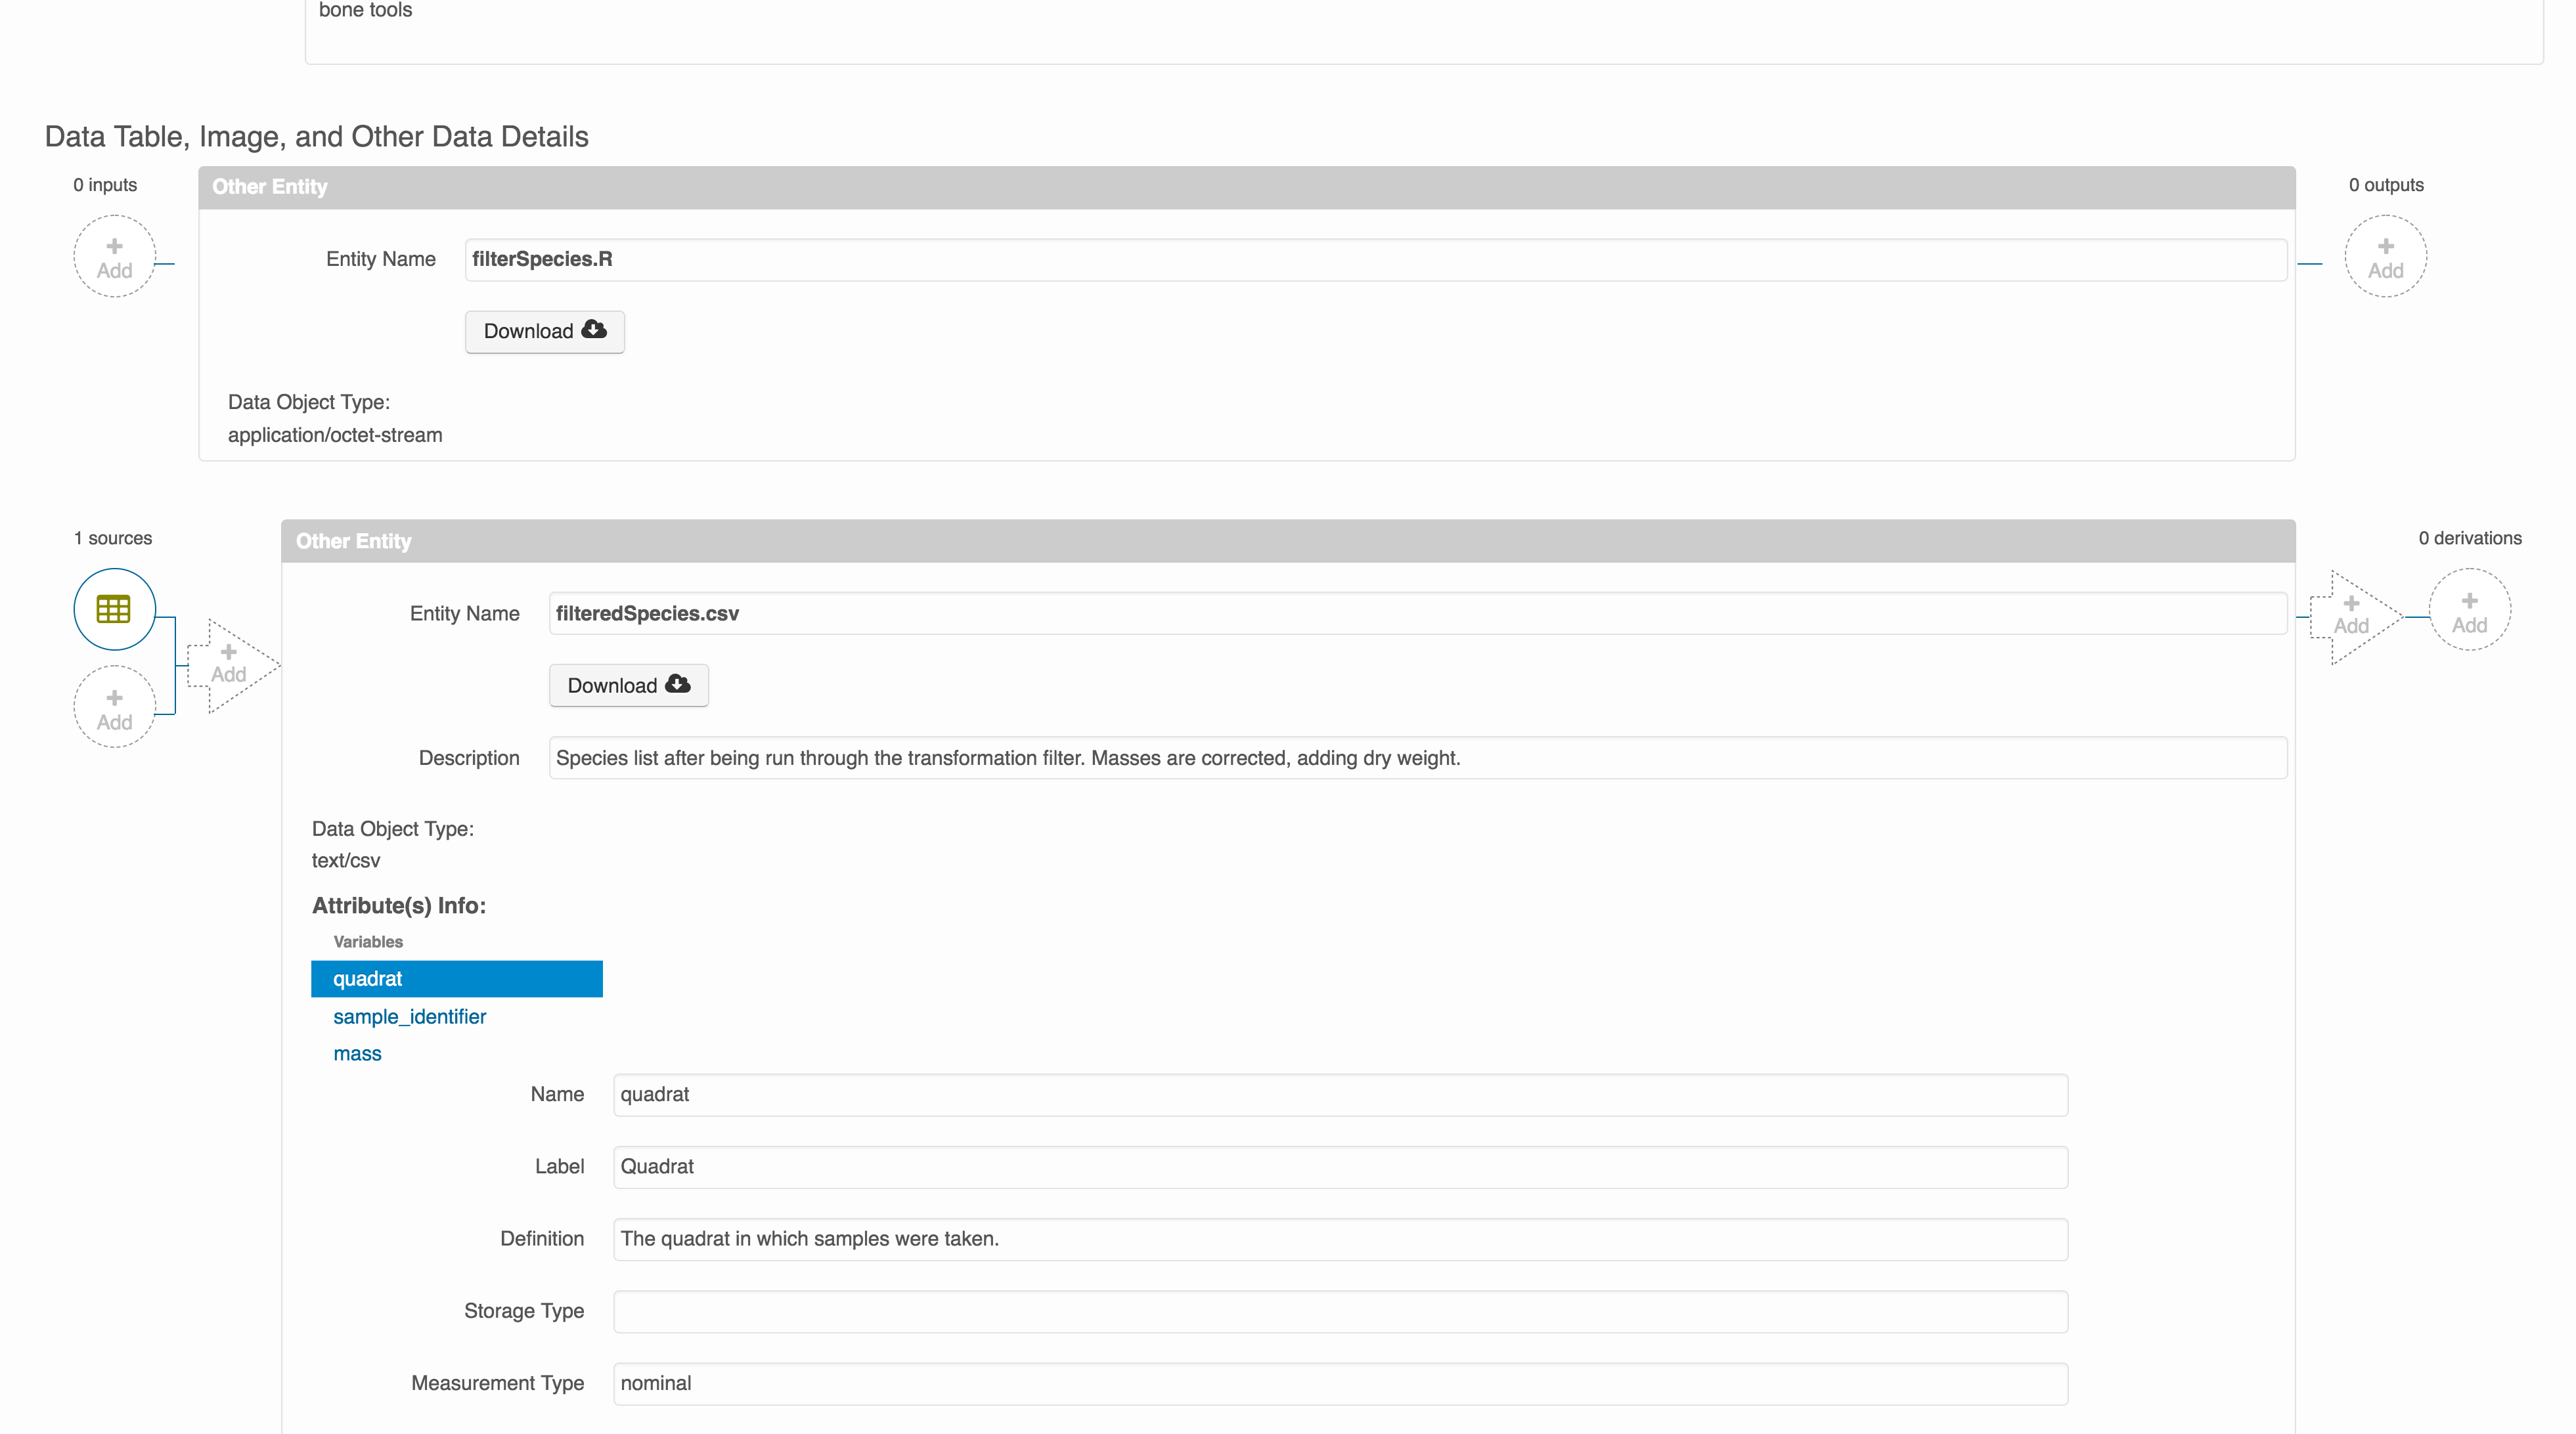 bone tools
Data Table, Image, and Other Data Details
0 inputs
Other Entity
0 outputs
Add
Entity Name
filterSpecies.R
Add
Download
Data Object Type:
application/octet-stream
1 sources
Other Entity
0 derivations
Entity Name
filteredSpecies.csv
Add
Add
Add
Add
Download
Description
Species list after being run through the transformation filter. Masses are corrected, adding dry weight.
Data Object Type:
text/csv
Attribute(s) Info:
Variables
quadrat
sample_identifier
mass
Name
quadrat
Label
Quadrat
Definition
The quadrat in which samples were taken.
Storage Type
Measurement Type
nominal